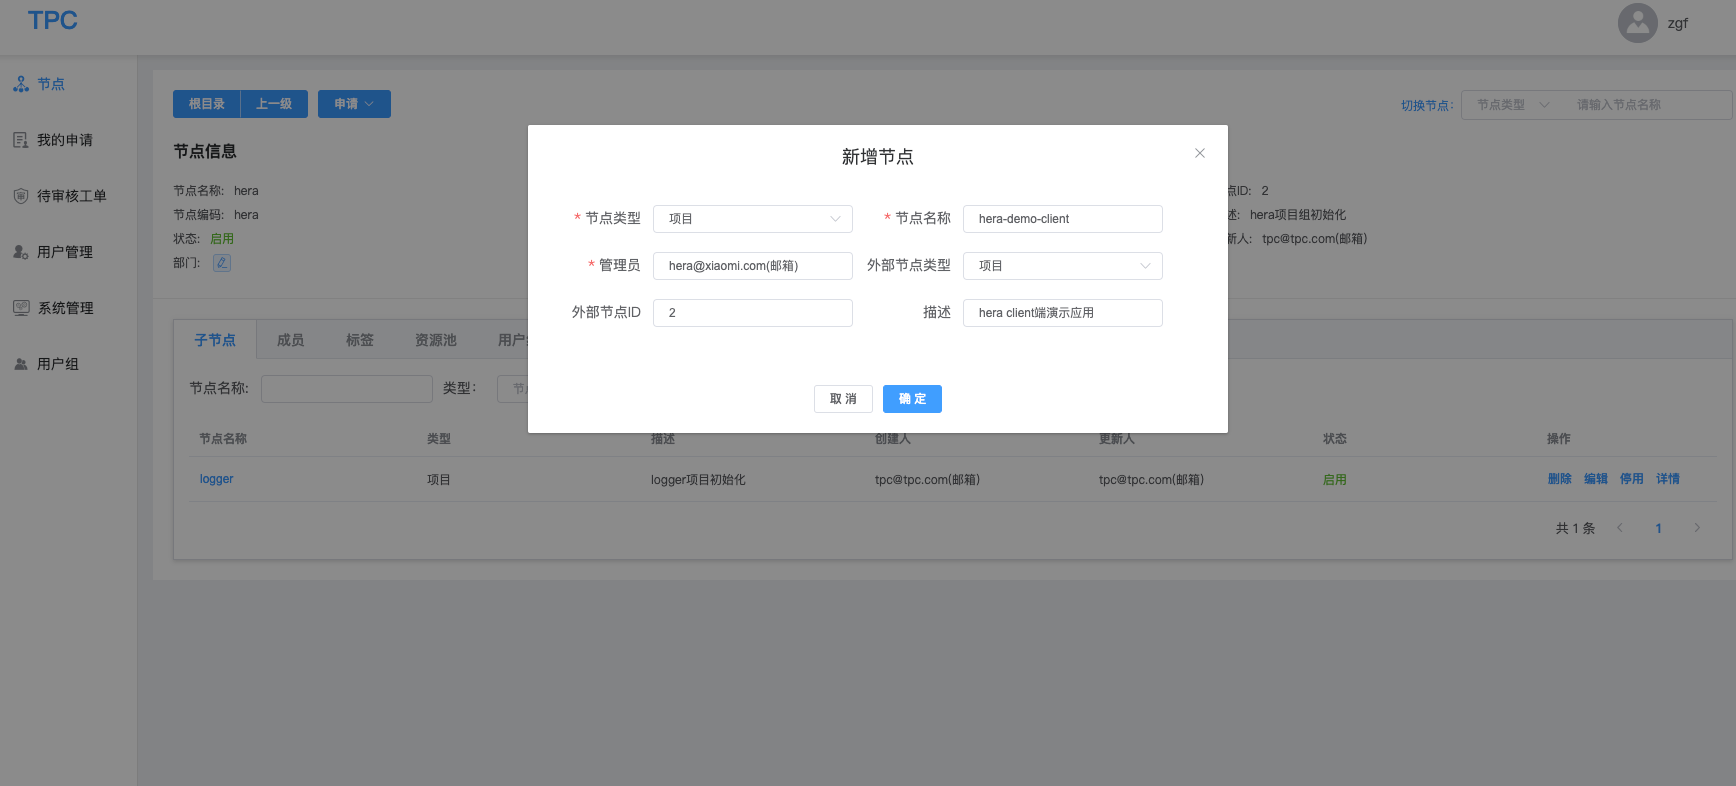 TPC
zgf
节点
我的申请
待审核工单
用户管理
系统管理
用户组
根目录 上一级 申请
切换节点: 节点类型 请输入节点名称
节点信息
节点名称: hera
点ID: 2
节点编码: hera
述: hera项目组初始化
状态: 启用
新人: tpc@tpc.com(邮箱)
部门:
新增节点
* 节点类型 项目 * 节点名称 hera-demo-client
* 管理员 hera@xiaomi.com(邮箱) 外部节点类型 项目
外部节点ID 2 描述 hera client端演示应用
取 消 确 定
子节点 成员 标签 资源池 用户
节点名称: 类型: 节
节点名称 类型 描述 创建人 更新人 状态 操作
logger 项目 logger项目初始化 tpc@tpc.com(邮箱) tpc@tpc.com(邮箱) 启用 删除 编辑 停用 详情
共 1 条 1